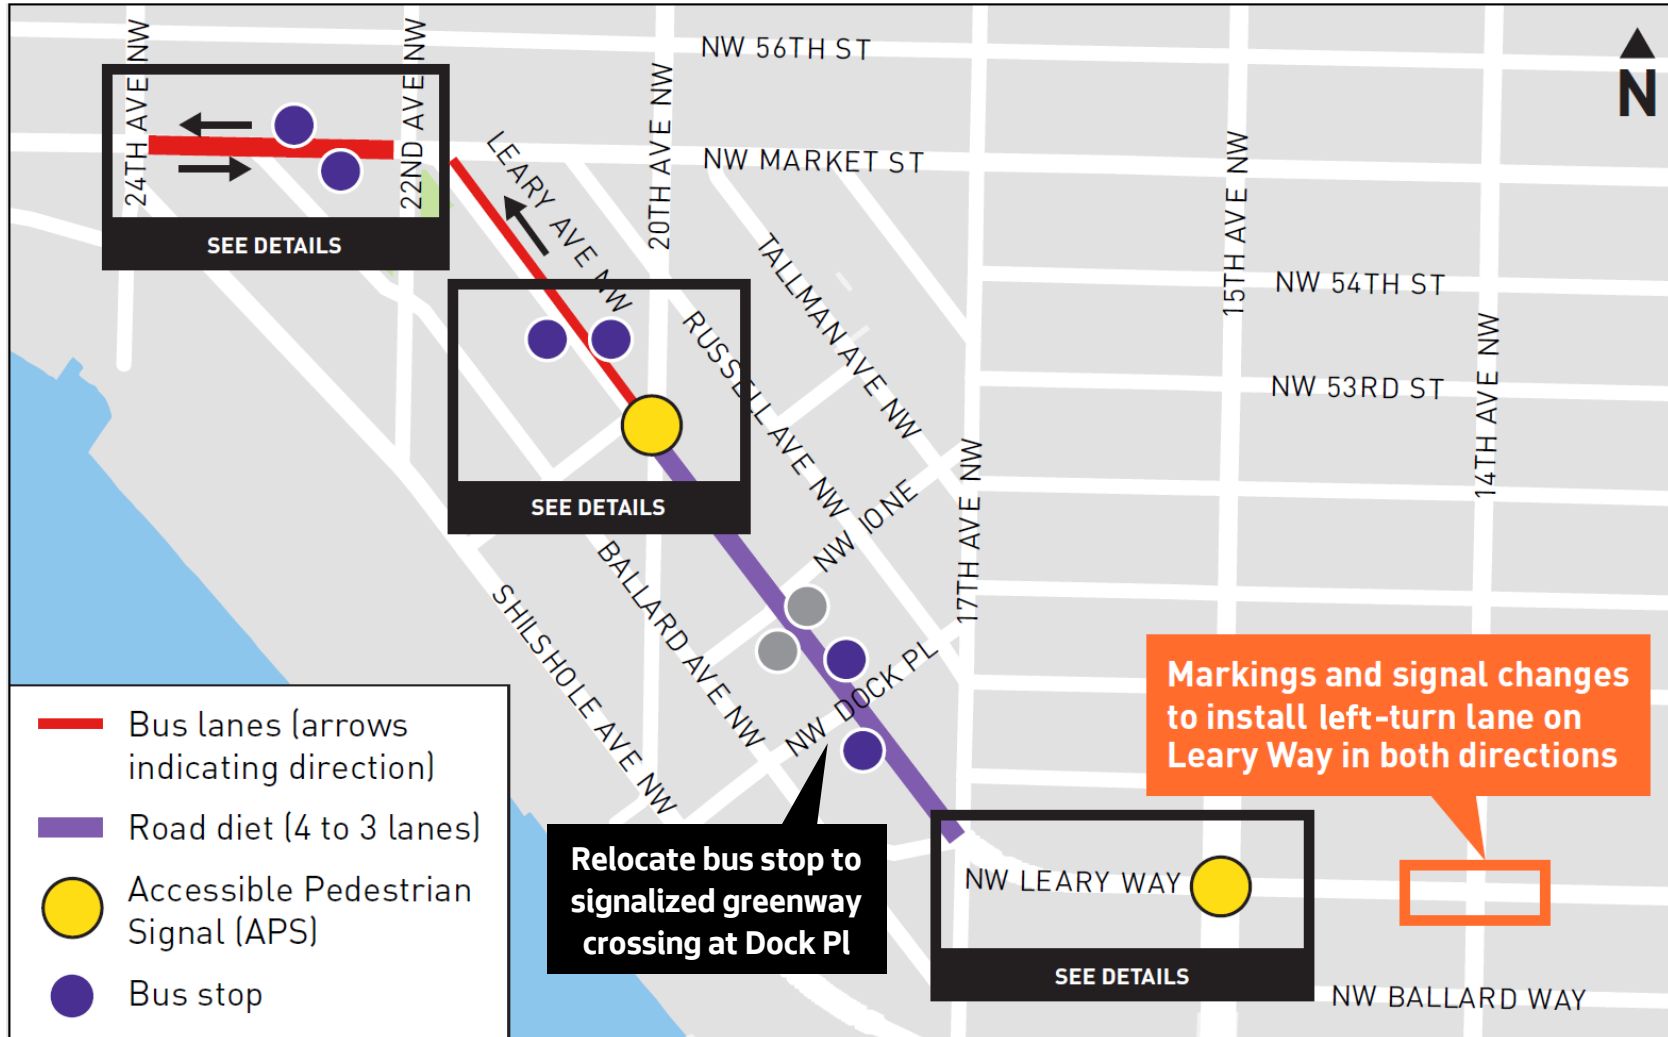 NW 56TH ST
N
24TH AVE NW
22ND AVE NW
20TH AVE NW
LEARY AVE NW
NW MARKET ST
15TH AVE NW
SEE DETAILS
TALLMAN AVE NW
NW 54TH ST
RUSSELL AVE NW
14TH AVE NW
NW 53RD ST
17TH AVE NW
SEE DETAILS
NW IONE
BALLARD AVE NW
SHILSHOLE AVE NW
NW DOCK PL
Markings and signal changes
to install left-turn lane on
Leary Way in both directions
Bus lanes (arrows
indicating direction)
Road diet (4 to 3 lanes)
Accessible Pedestrian
Signal (APS)
Bus stop
Relocate bus stop to
signalized greenway
crossing at Dock Pl
NW LEARY WAY
SEE DETAILS
NW BALLARD WAY